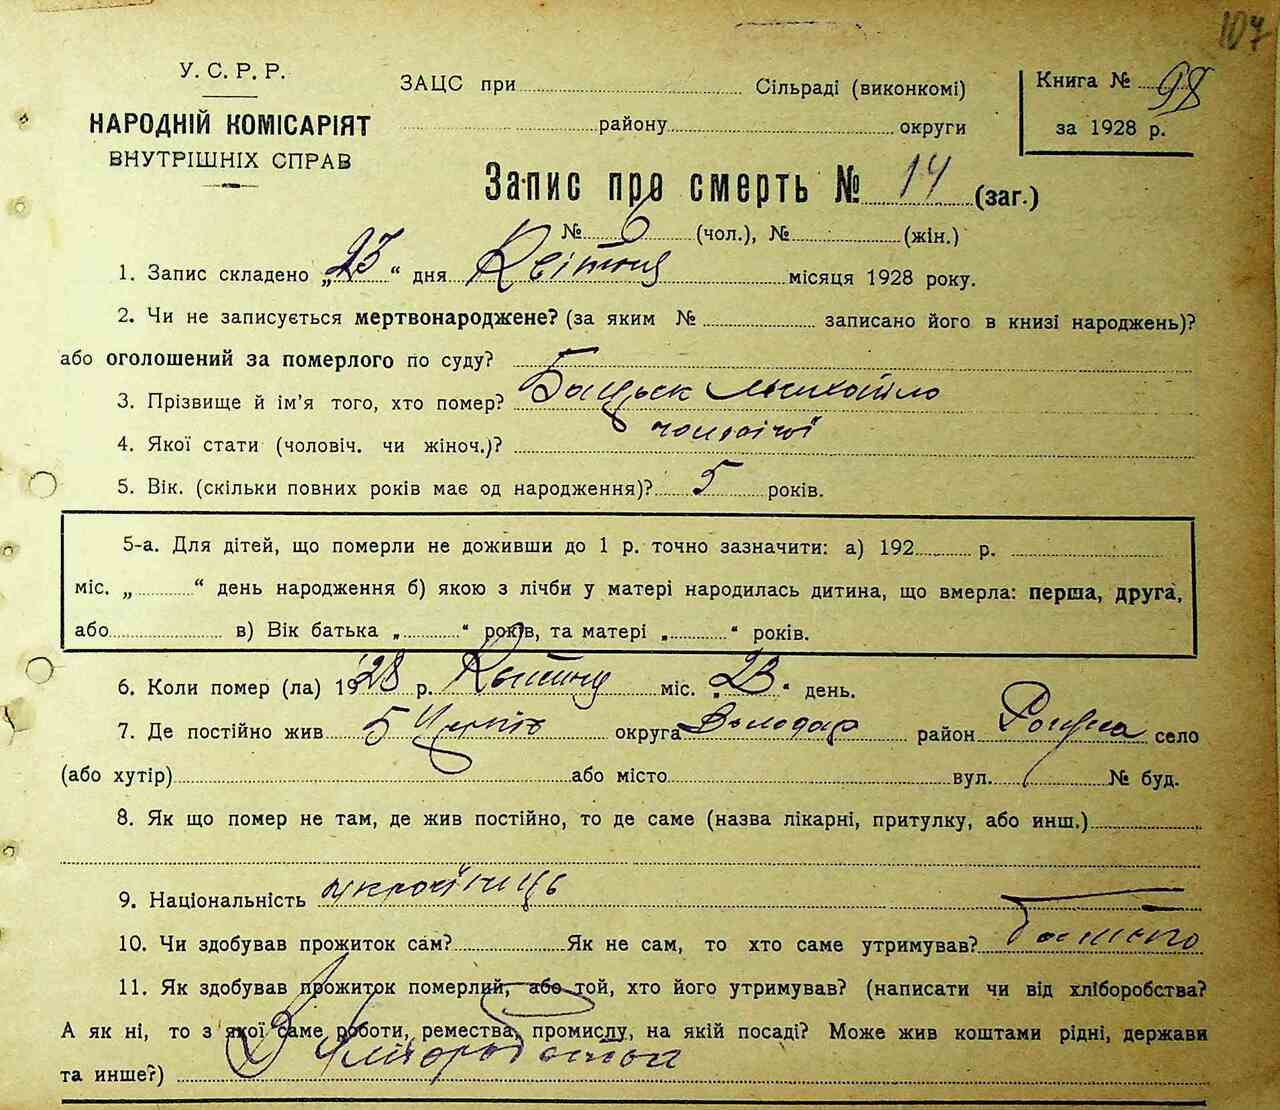 107
У. С. Р. Р.
НАРОДНІЙ КОМІСАРІЯТ
ВНУТРІШНІХ СПРАВ
ЗАЦС при Сільраді (виконкомі)
району округи
Книга № 98
за 1928 р.
Запис про смерть № 14 (заг.)
№ 6 (чол.), № (жін.)
1. Запис складено „23“ дня Квітня місяця 1928 року.
2. Чи не записується мертвонароджене? (за яким № записано його в книзі народжень)?
або оголошений за померлого по суду?
3. Прізвище й ім'я того, хто помер? Михайло
4. Якої стати (чоловіч. чи жіноч.)? чоловічої
5. Вік. (скільки повних років має од народження)? 5 років.
5-а. Для дітей, що померли не доживши до 1 р. точно зазначити: а) 192 р.
міс. „ “ день народження б) якою з лічби у матері народилась дитина, що вмерла: перша, друга,
або в) Вік батька „ “ років, та матері „ “ років.
6. Коли помер (ла) 1928 р. Квітня міс. „23“ день.
7. Де постійно жив Б Церків округа Володар район село
(або хутір) або місто вул. № буд.
8. Як що помер не там, де жив постійно, то де саме (назва лікарні, притулку, або инш.)
9. Національність українець
10. Чи здобував прожиток сам? Як не сам, то хто саме утримував? Батько
11. Як здобував прожиток померлий, або той, хто його утримував? (написати чи від хліборобства?
А як ні, то з якої саме роботи, ремества, промислу, на якій посаді? Може жив коштами рідні, держави
та инше?) З хліборобства